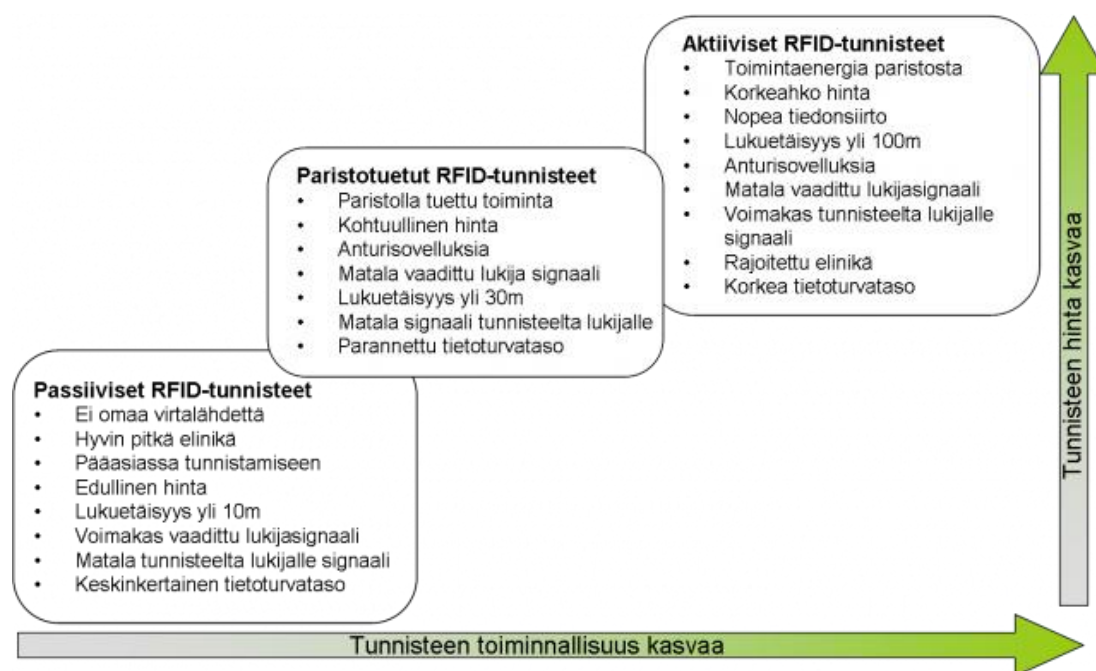 Aktiiviset RFID-tunnisteet
• Toimintaenergia paristosta
• Korkeahko hinta
• Nopea tiedonsiirto
• Lukuetäisyys yli 100m
• Anturisovelluksia
• Matala vaadittu lukijasignaali
• Voimakas tunnisteelta lukijalle
signaali
• Rajoitettu elinikä
• Korkea tietoturvataso
Paristotuetut RFID-tunnisteet
• Paristolla tuettu toiminta
• Kohtuullinen hinta
• Anturisovelluksia
• Matala vaadittu lukija signaali
• Lukuetäisyys yli 30m
• Matala signaali tunnisteelta lukijalle
• Parannettu tietoturvataso
Passiiviset RFID-tunnisteet
• Ei omaa virtalähdettä
• Hyvin pitkä elinikä
• Pääasiassa tunnistamiseen
• Edullinen hinta
• Lukuetäisyys yli 10m
• Voimakas vaadittu lukijasignaali
• Matala tunnisteelta lukijalle signaali
• Keskinkertainen tietoturvataso
Tunnisteen hinta kasvaa
Tunnisteen toiminnallisuus kasvaa